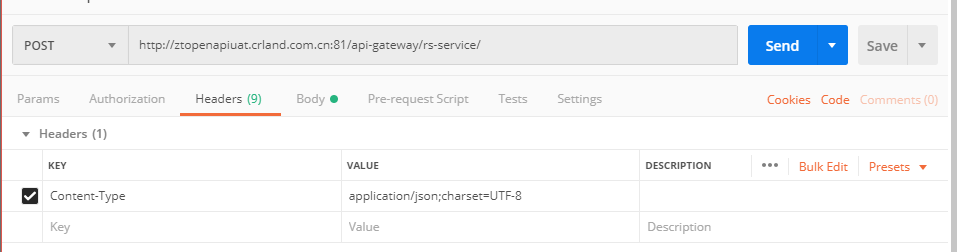 POST http://ztopenapiuat.crland.com.cn:81/api-gateway/rs-service/ Send Save
Params Authorization Headers (9) Body Pre-request Script Tests Settings Cookies Code Comments (0)
Headers (1)
KEY VALUE DESCRIPTION ••• Bulk Edit Presets
Content-Type application/json;charset=UTF-8
Key Value Description